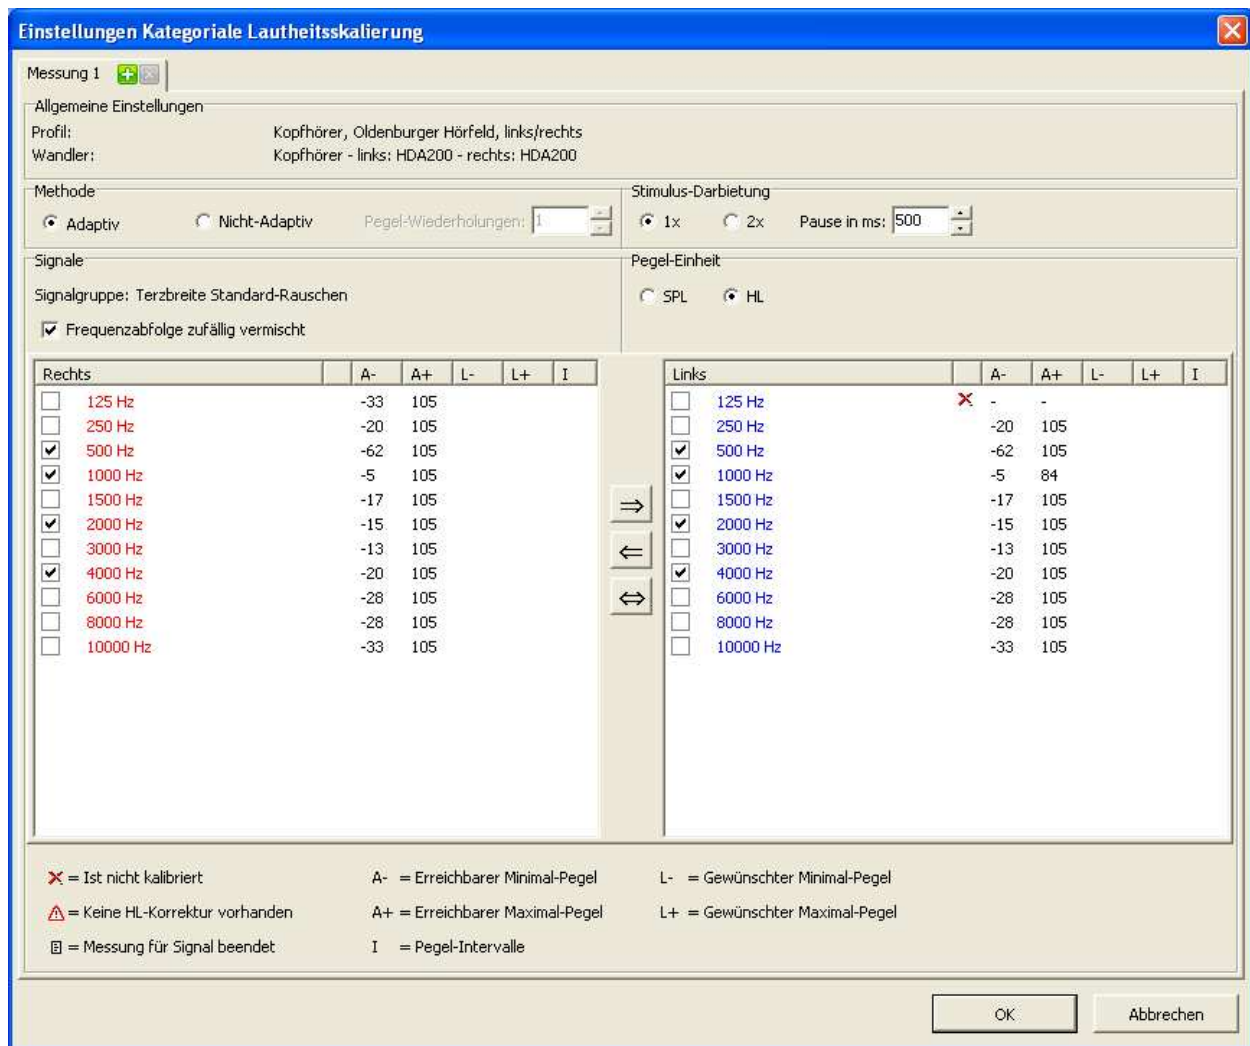 Einstellungen Kategoriale Lautheitsskalierung
Messung 1
Allgemeine Einstellungen
Profil: Kopfhörer, Oldenburger Hörfeld, links/rechts
Wandler: Kopfhörer - links: HDA200 - rechts: HDA200
Methode
Adaptiv Nicht-Adaptiv Pegel-Wiederholungen: 1
Stimulus-Darbietung
1x 2x Pause in ms: 500
Signale
Signalgruppe: Terzbreite Standard-Rauschen
Frequenzabfolge zufällig vermischt
Pegel-Einheit
SPL HL
Rechts A- A+ L- L+ I
125 Hz -33 105
250 Hz -20 105
500 Hz -62 105
1000 Hz -5 105
1500 Hz -17 105
2000 Hz -15 105
3000 Hz -13 105
4000 Hz -20 105
6000 Hz -28 105
8000 Hz -28 105
10000 Hz -33 105
⇒
⇐
⇔
Links A- A+ L- L+ I
125 Hz - -
250 Hz -20 105
500 Hz -62 105
1000 Hz -5 84
1500 Hz -17 105
2000 Hz -15 105
3000 Hz -13 105
4000 Hz -20 105
6000 Hz -28 105
8000 Hz -28 105
10000 Hz -33 105
= Ist nicht kalibriert A- = Erreichbarer Minimal-Pegel L- = Gewünschter Minimal-Pegel
= Keine HL-Korrektur vorhanden A+ = Erreichbarer Maximal-Pegel L+ = Gewünschter Maximal-Pegel
= Messung für Signal beendet I = Pegel-Intervalle
OK Abbrechen